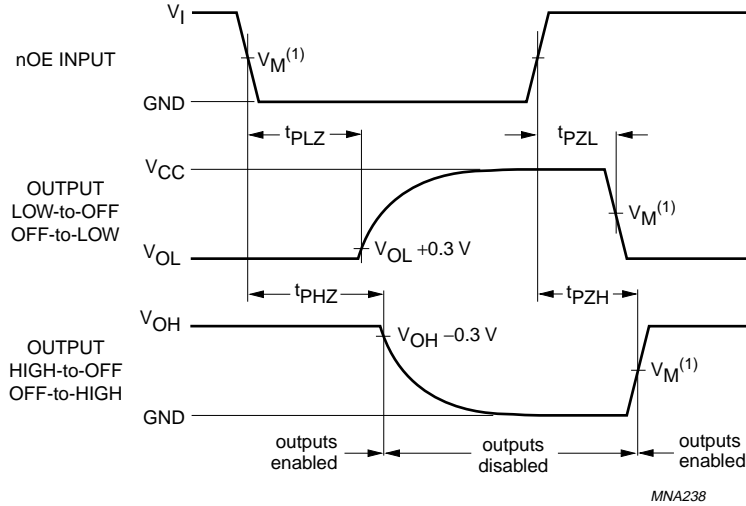 V_I
nOE INPUT
V_M^(1)
GND
t_PLZ
t_PZL
V_CC
OUTPUT
LOW-to-OFF
OFF-to-LOW
V_M^(1)
V_OL +0.3 V
V_OL
t_PHZ
t_PZH
V_OH
V_OH −0.3 V
OUTPUT
HIGH-to-OFF
OFF-to-HIGH
V_M^(1)
GND
outputs
enabled
outputs
disabled
outputs
enabled
MNA238